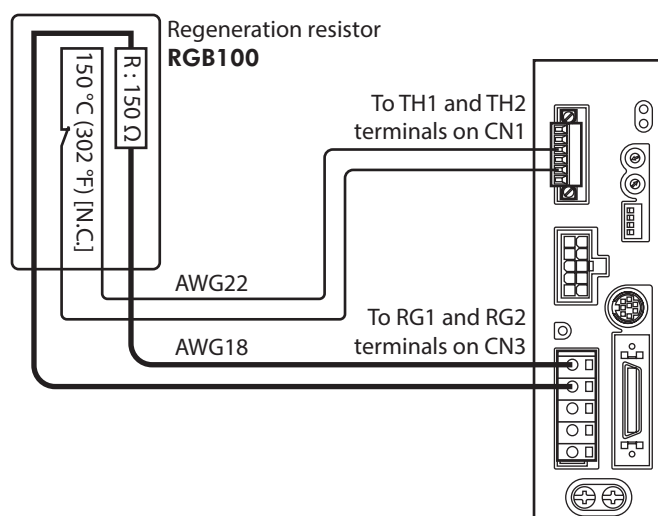 Regeneration resistor
RGB100
R : 150 Ω
150 °C (302 °F) [N.C.]
To TH1 and TH2
terminals on CN1
AWG22
To RG1 and RG2
terminals on CN3
AWG18